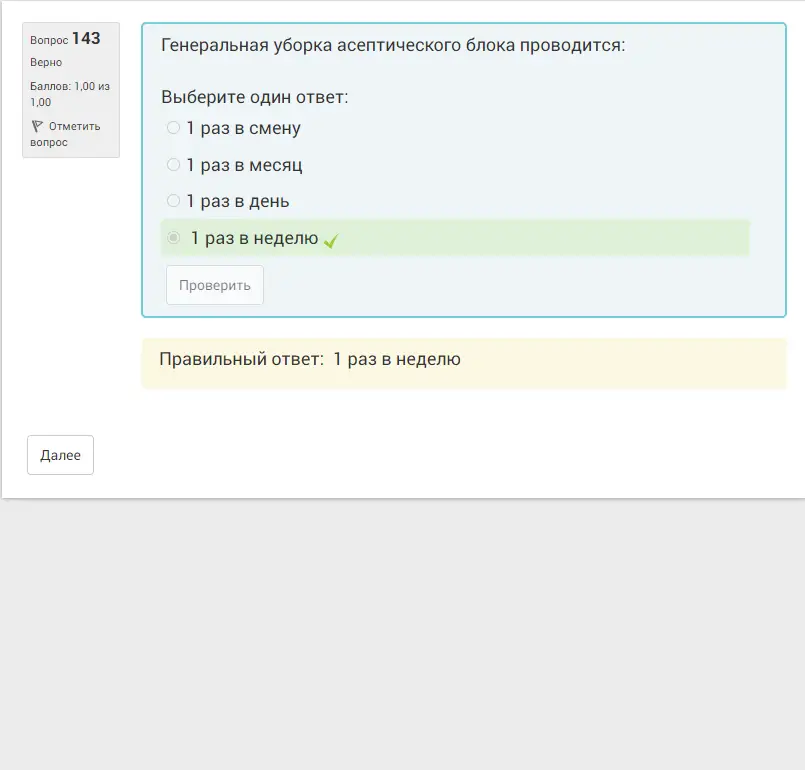 Вопрос 143
Верно
Баллов: 1,00 из
1,00
Отметить
вопрос
Генеральная уборка асептического блока проводится:
Выберите один ответ:
1 раз в смену
1 раз в месяц
1 раз в день
1 раз в неделю
Проверить
Правильный ответ: 1 раз в неделю
Далее